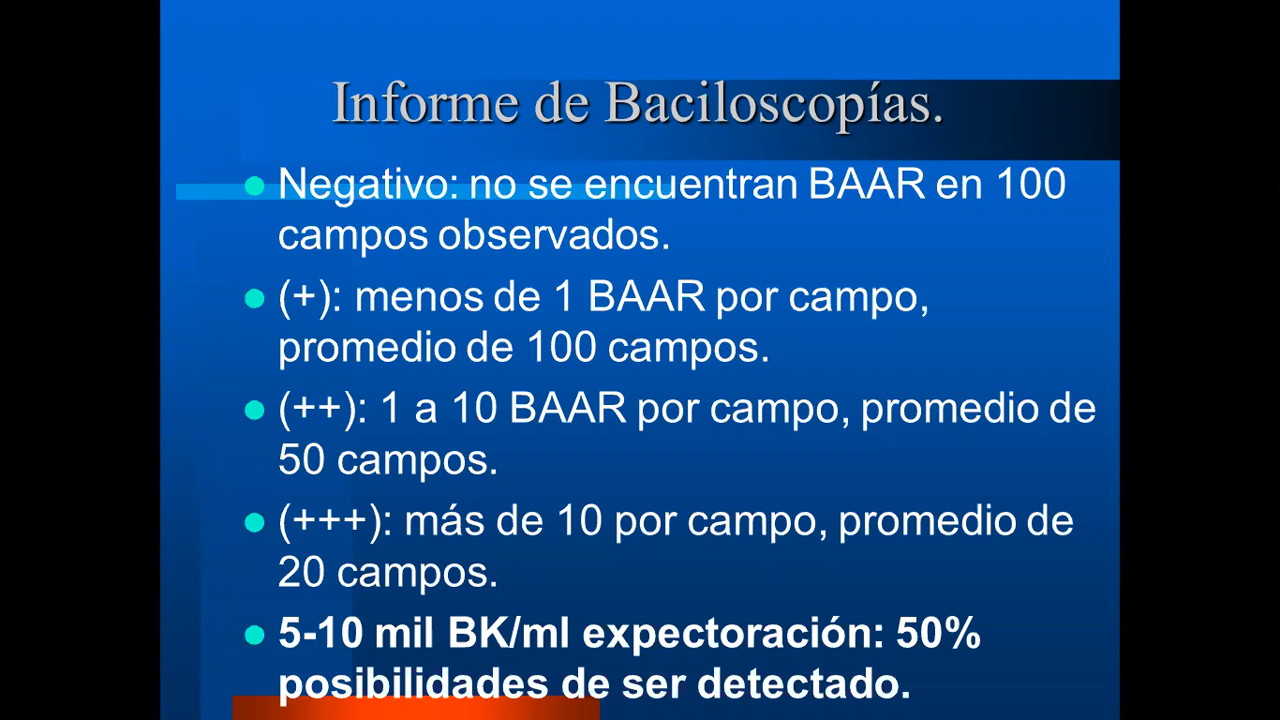 Informe de Baciloscopías.
Negativo: no se encuentran BAAR en 100
campos observados.
(+): menos de 1 BAAR por campo,
promedio de 100 campos.
(++): 1 a 10 BAAR por campo, promedio de
50 campos.
(+++): más de 10 por campo, promedio de
20 campos.
5-10 mil BK/ml expectoración: 50%
posibilidades de ser detectado.